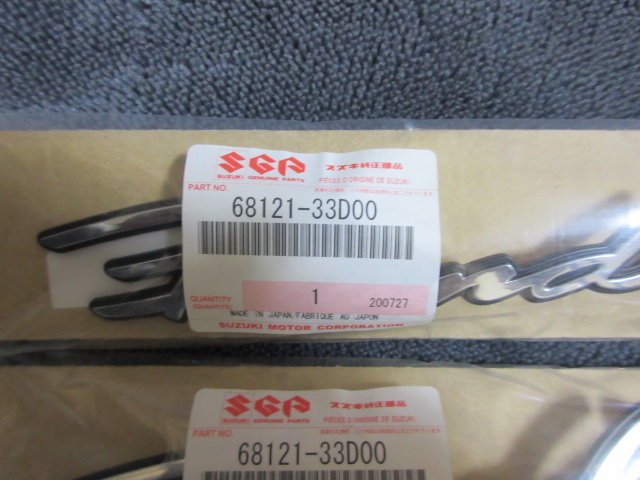 SGP スズキ純正部品
SUZUKI GENUINE PARTS PIECES D'ORIGINE DE SUZUKI
PART NO.
68121-33D00
QUANTITY
(QUANTITE) 1 200727
MADE IN JAPAN/FABRIQUE AU JAPON
SUZUKI MOTOR CORPORATION
SGP スズキ純正部品
SUZUKI GENUINE PARTS PIECES D'ORIGINE DE SUZUKI
PART NO.
68121-33D00